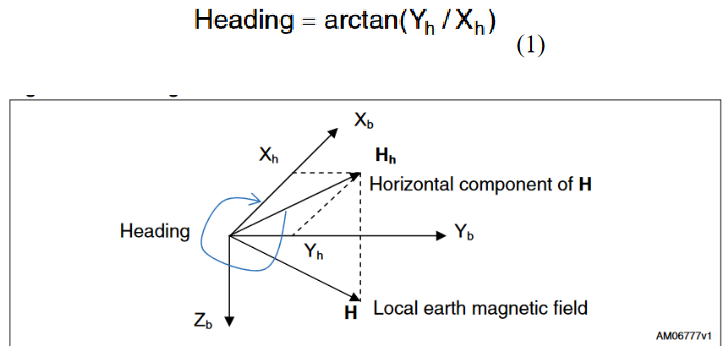 Heading = arctan(Yh / Xh)
(1)
Xb
Xh
Hh
Horizontal component of H
Heading
Yb
Yh
H Local earth magnetic field
Zb
AM06777v1